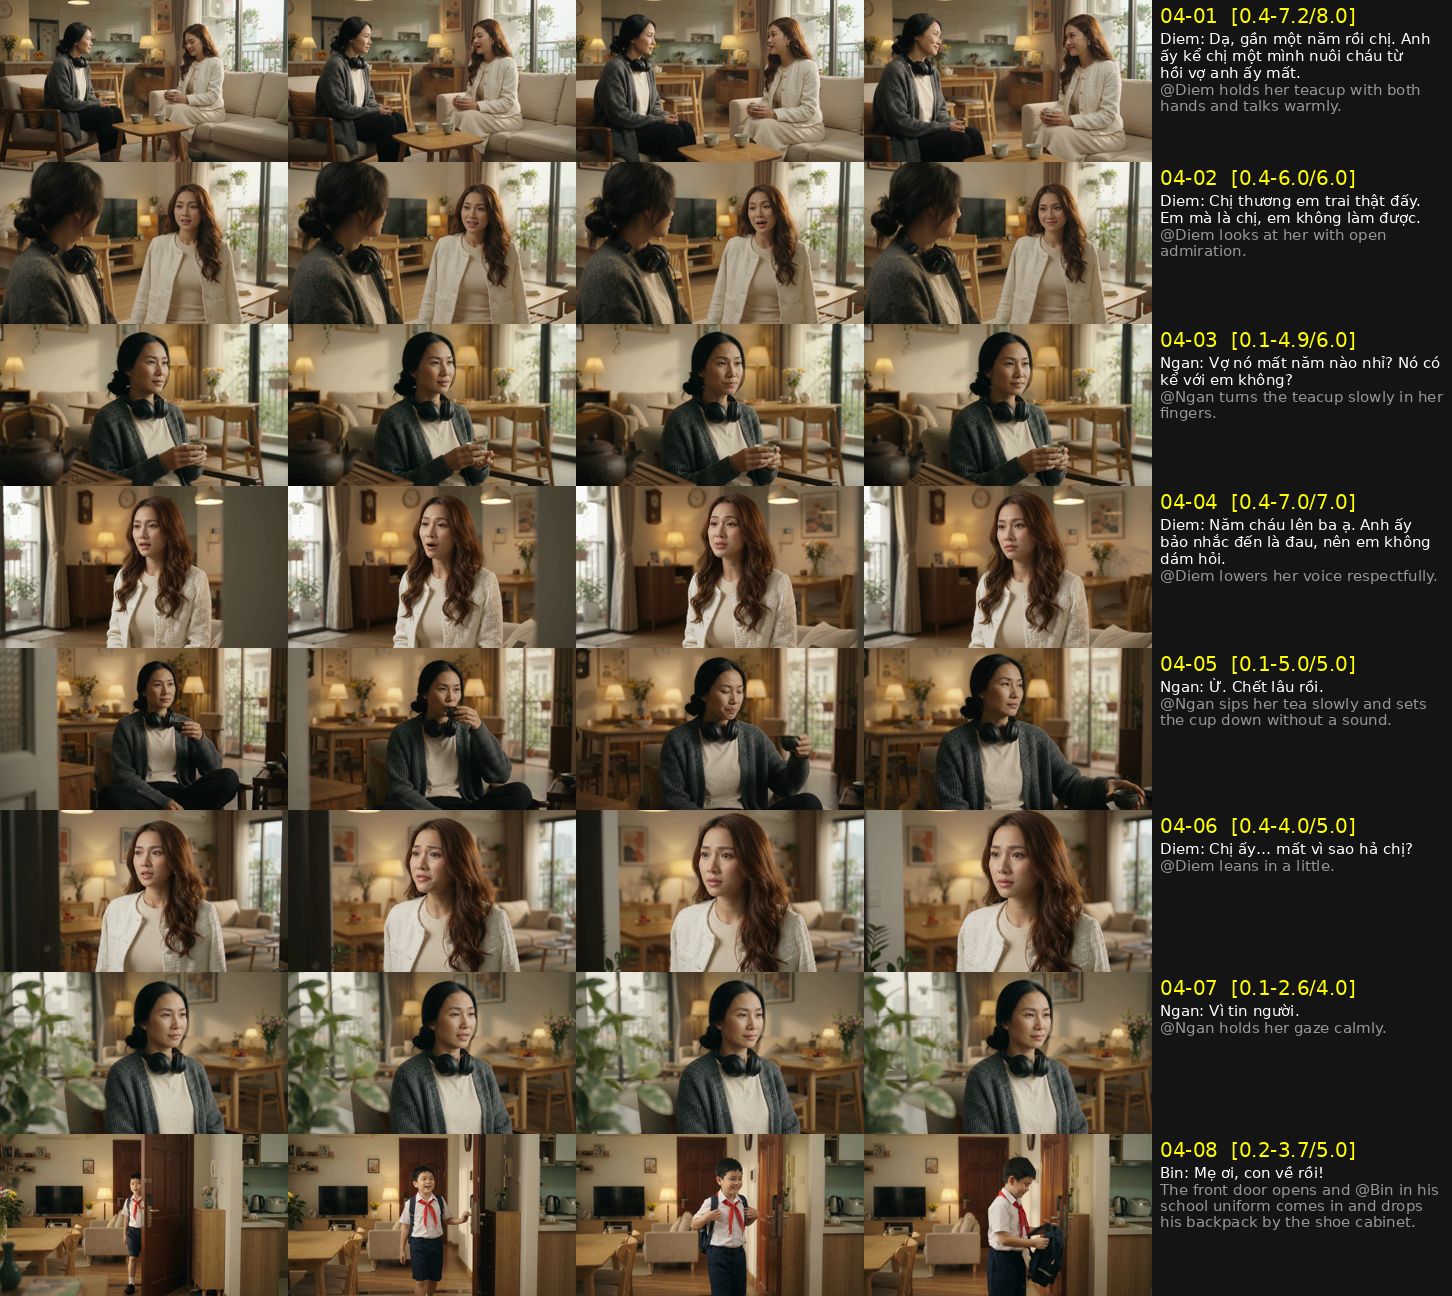 04-01 [0.4-7.2/8.0]
Diem: Dạ, gần một năm rồi chị. Anh
ấy kể chị một mình nuôi cháu từ
hồi vợ anh ấy mất.
@Diem holds her teacup with both
hands and talks warmly.
04-02 [0.4-6.0/6.0]
Diem: Chị thương em trai thật đấy.
Em mà là chị, em không làm được.
@Diem looks at her with open
admiration.
04-03 [0.1-4.9/6.0]
Ngan: Vợ nó mất năm nào nhỉ? Nó có
kể với em không?
@Ngan turns the teacup slowly in her
fingers.
04-04 [0.4-7.0/7.0]
Diem: Năm cháu lên ba ạ. Anh ấy
bảo nhắc đến là đau, nên em không
dám hỏi.
@Diem lowers her voice respectfully.
04-05 [0.1-5.0/5.0]
Ngan: Ừ. Chết lâu rồi.
@Ngan sips her tea slowly and sets
the cup down without a sound.
04-06 [0.4-4.0/5.0]
Diem: Chị ấy... mất vì sao hả chị?
@Diem leans in a little.
04-07 [0.1-2.6/4.0]
Ngan: Vì tin người.
@Ngan holds her gaze calmly.
04-08 [0.2-3.7/5.0]
Bin: Mẹ ơi, con về rồi!
The front door opens and @Bin in his
school uniform comes in and drops
his backpack by the shoe cabinet.